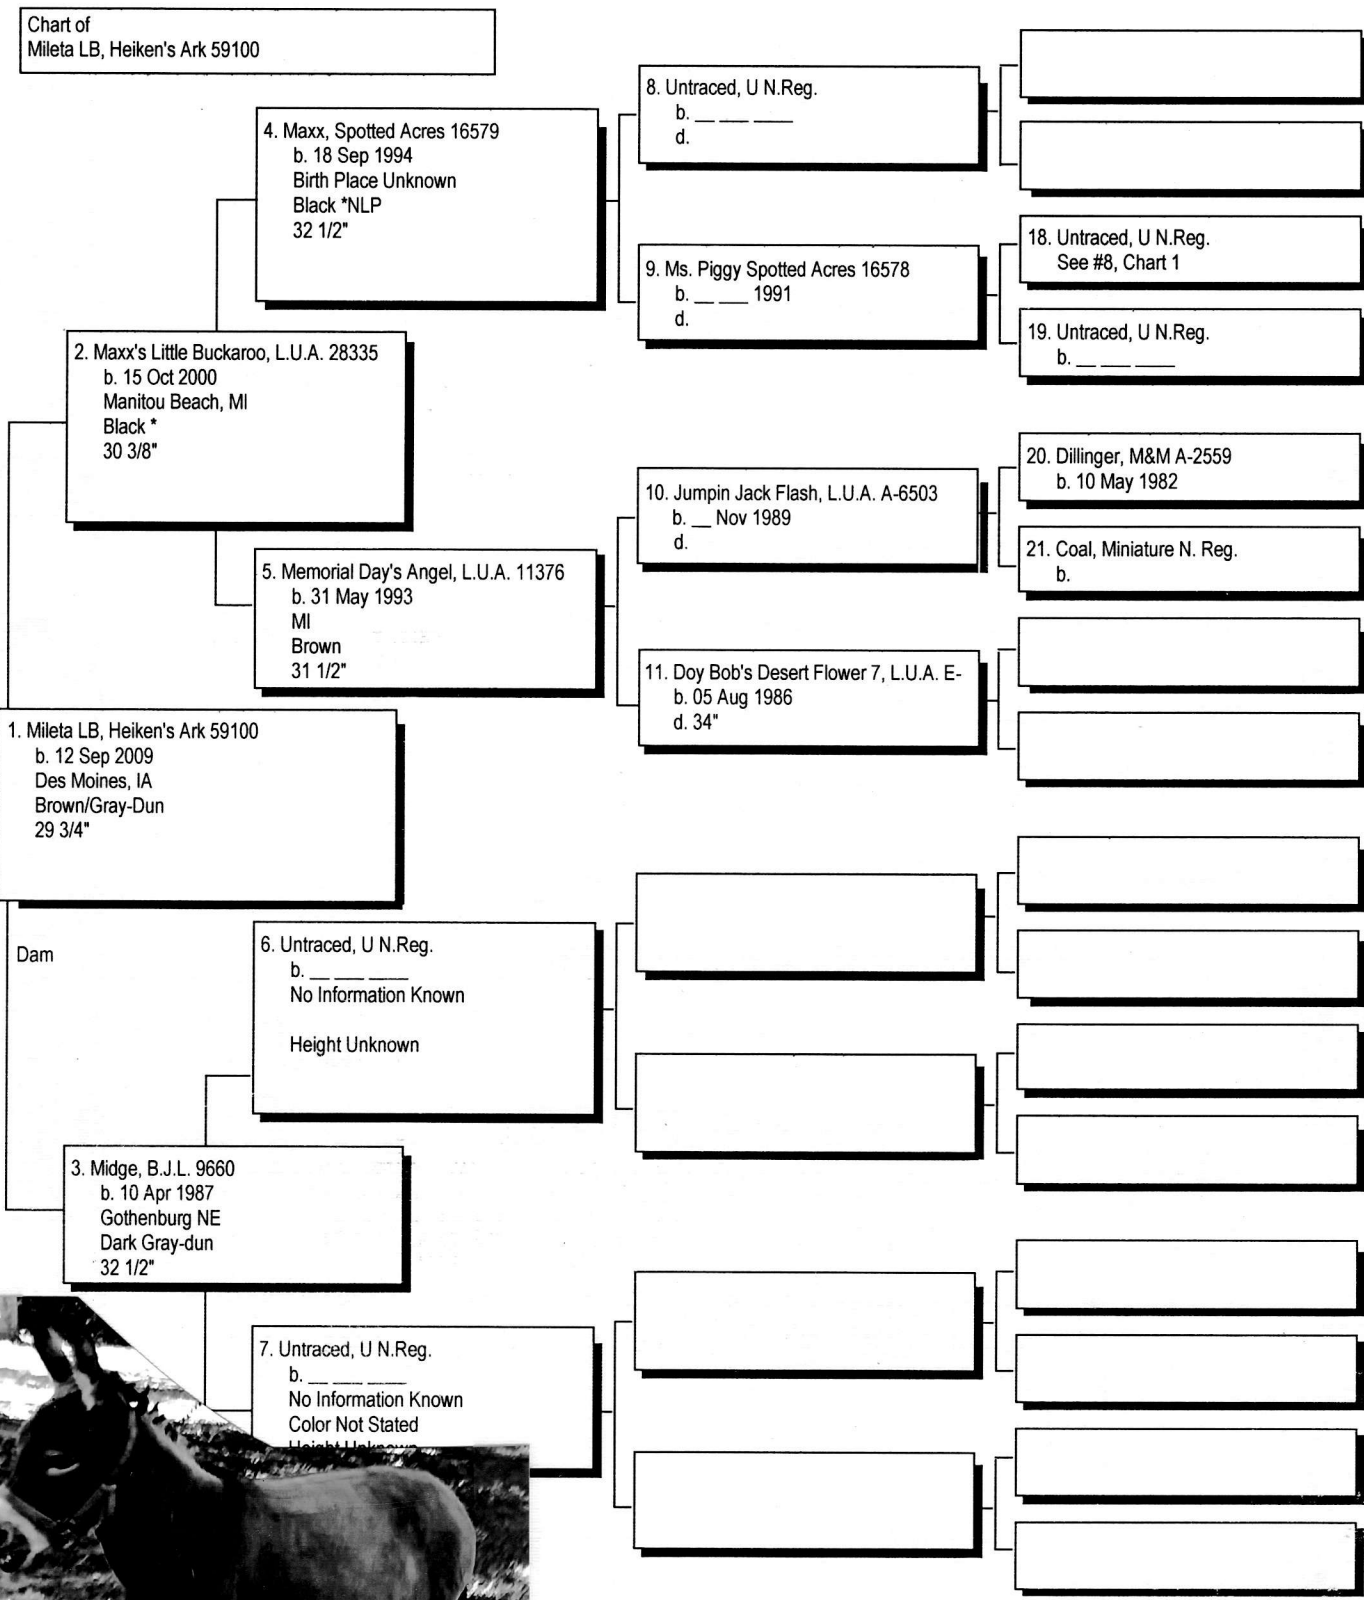 Chart of
Mileta LB, Heiken's Ark 59100
8. Untraced, U N.Reg.
b. __ ___ ____
d.
4. Maxx, Spotted Acres 16579
b. 18 Sep 1994
Birth Place Unknown
Black *NLP
32 1/2"
18. Untraced, U N.Reg.
See #8, Chart 1
9. Ms. Piggy Spotted Acres 16578
b. __ ___ 1991
d.
19. Untraced, U N.Reg.
b. __ ___ ____
2. Maxx's Little Buckaroo, L.U.A. 28335
b. 15 Oct 2000
Manitou Beach, MI
Black *
30 3/8"
20. Dillinger, M&M A-2559
b. 10 May 1982
10. Jumpin Jack Flash, L.U.A. A-6503
b. __ Nov 1989
d.
21. Coal, Miniature N. Reg.
b.
5. Memorial Day's Angel, L.U.A. 11376
b. 31 May 1993
MI
Brown
31 1/2"
11. Doy Bob's Desert Flower 7, L.U.A. E-
b. 05 Aug 1986
d. 34"
1. Mileta LB, Heiken's Ark 59100
b. 12 Sep 2009
Des Moines, IA
Brown/Gray-Dun
29 3/4"
Dam
6. Untraced, U N.Reg.
b. __ ___ ____
No Information Known
Height Unknown
3. Midge, B.J.L. 9660
b. 10 Apr 1987
Gothenburg NE
Dark Gray-dun
32 1/2"
7. Untraced, U N.Reg.
b. __ ___ ____
No Information Known
Color Not Stated
Height Unknown